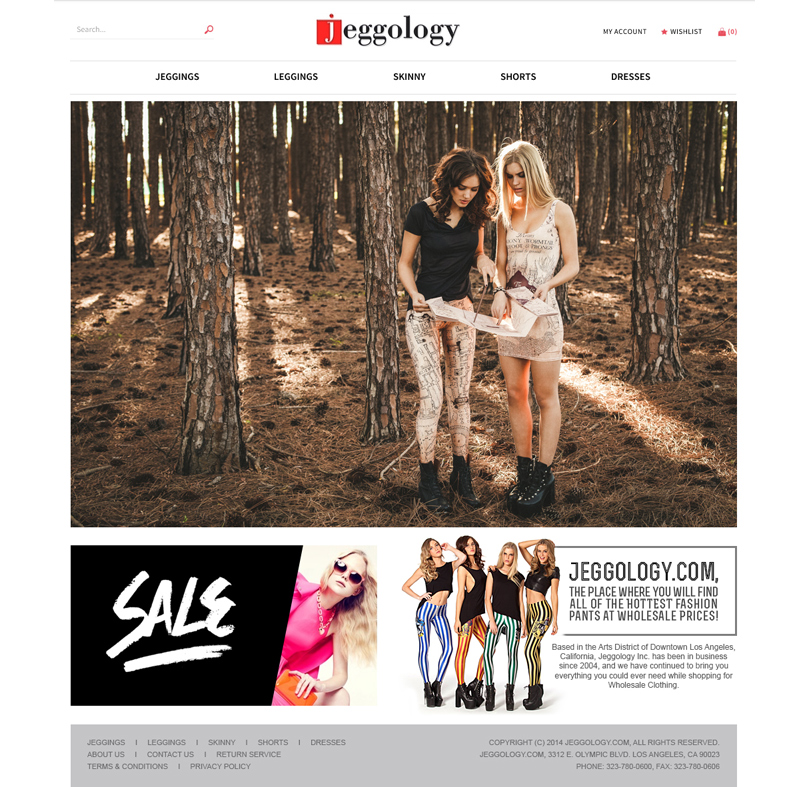 Search...
jeggology
MY ACCOUNT
WISHLIST
(0)
JEGGINGS LEGGINGS SKINNY SHORTS DRESSES
SALE
JEGGOLOGY.COM,
THE PLACE WHERE YOU WILL FIND
ALL OF THE HOTTEST FASHION
PANTS AT WHOLESALE PRICES!
Based in the Arts District of Downtown Los Angeles,
California, Jeggology Inc. has been in business
since 2004, and we have continued to bring you
everything you could ever need while shopping for
Wholesale Clothing.
JEGGINGS I LEGGINGS I SKINNY I SHORTS I DRESSES
ABOUT US I CONTACT US I RETURN SERVICE
TERMS & CONDITIONS I PRIVACY POLICY
COPYRIGHT (C) 2014 JEGGOLOGY.COM, ALL RIGHTS RESERVED.
JEGGOLOGY.COM, 3312 E. OLYMPIC BLVD. LOS ANGELES, CA 90023
PHONE: 323-780-0600, FAX: 323-780-0606